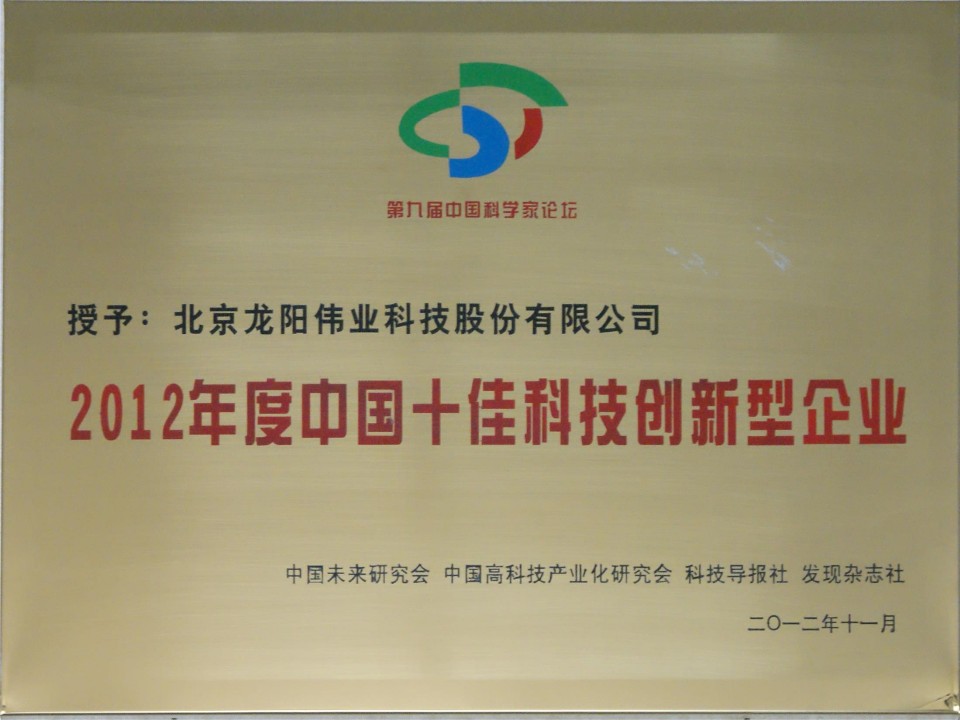 第九届中国科学家论坛
授予：北京龙阳伟业科技股份有限公司
2012年度中国十佳科技创新型企业
中国未来研究会 中国高科技产业化研究会 科技导报社 发现杂志社
二〇一二年十一月